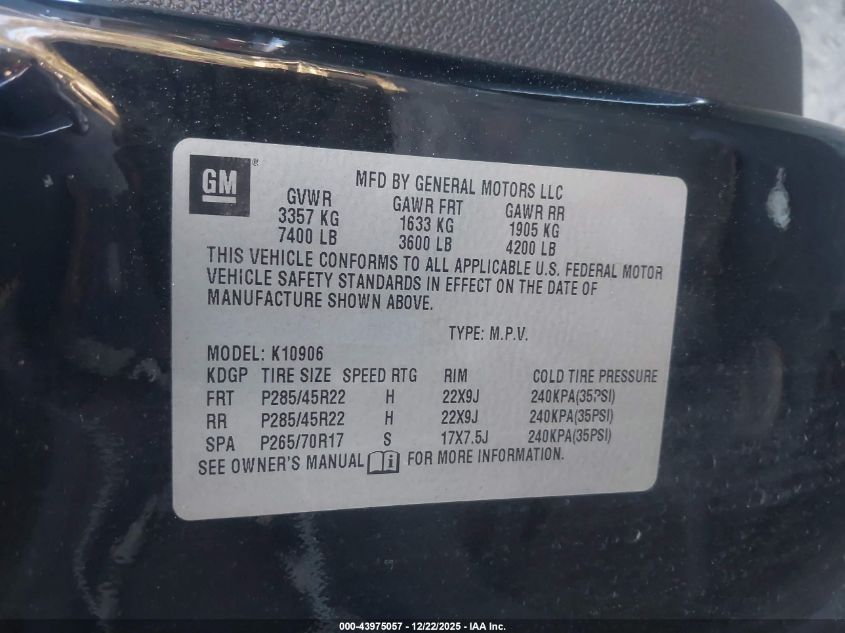 GM ®
MFD BY GENERAL MOTORS LLC
GVWR GAWR FRT GAWR RR
3357 KG 1633 KG 1905 KG
7400 LB 3600 LB 4200 LB
THIS VEHICLE CONFORMS TO ALL APPLICABLE U.S. FEDERAL MOTOR
VEHICLE SAFETY STANDARDS IN EFFECT ON THE DATE OF
MANUFACTURE SHOWN ABOVE.
TYPE: M.P.V.
MODEL: K10906
KDGP TIRE SIZE SPEED RTG RIM COLD TIRE PRESSURE
FRT P285/45R22 H 22X9J 240KPA(35PSI)
RR P285/45R22 H 22X9J 240KPA(35PSI)
SPA P265/70R17 S 17X7.5J 240KPA(35PSI)
SEE OWNER'S MANUAL i FOR MORE INFORMATION.
000-43975057 - 12/22/2025 - IAA Inc.